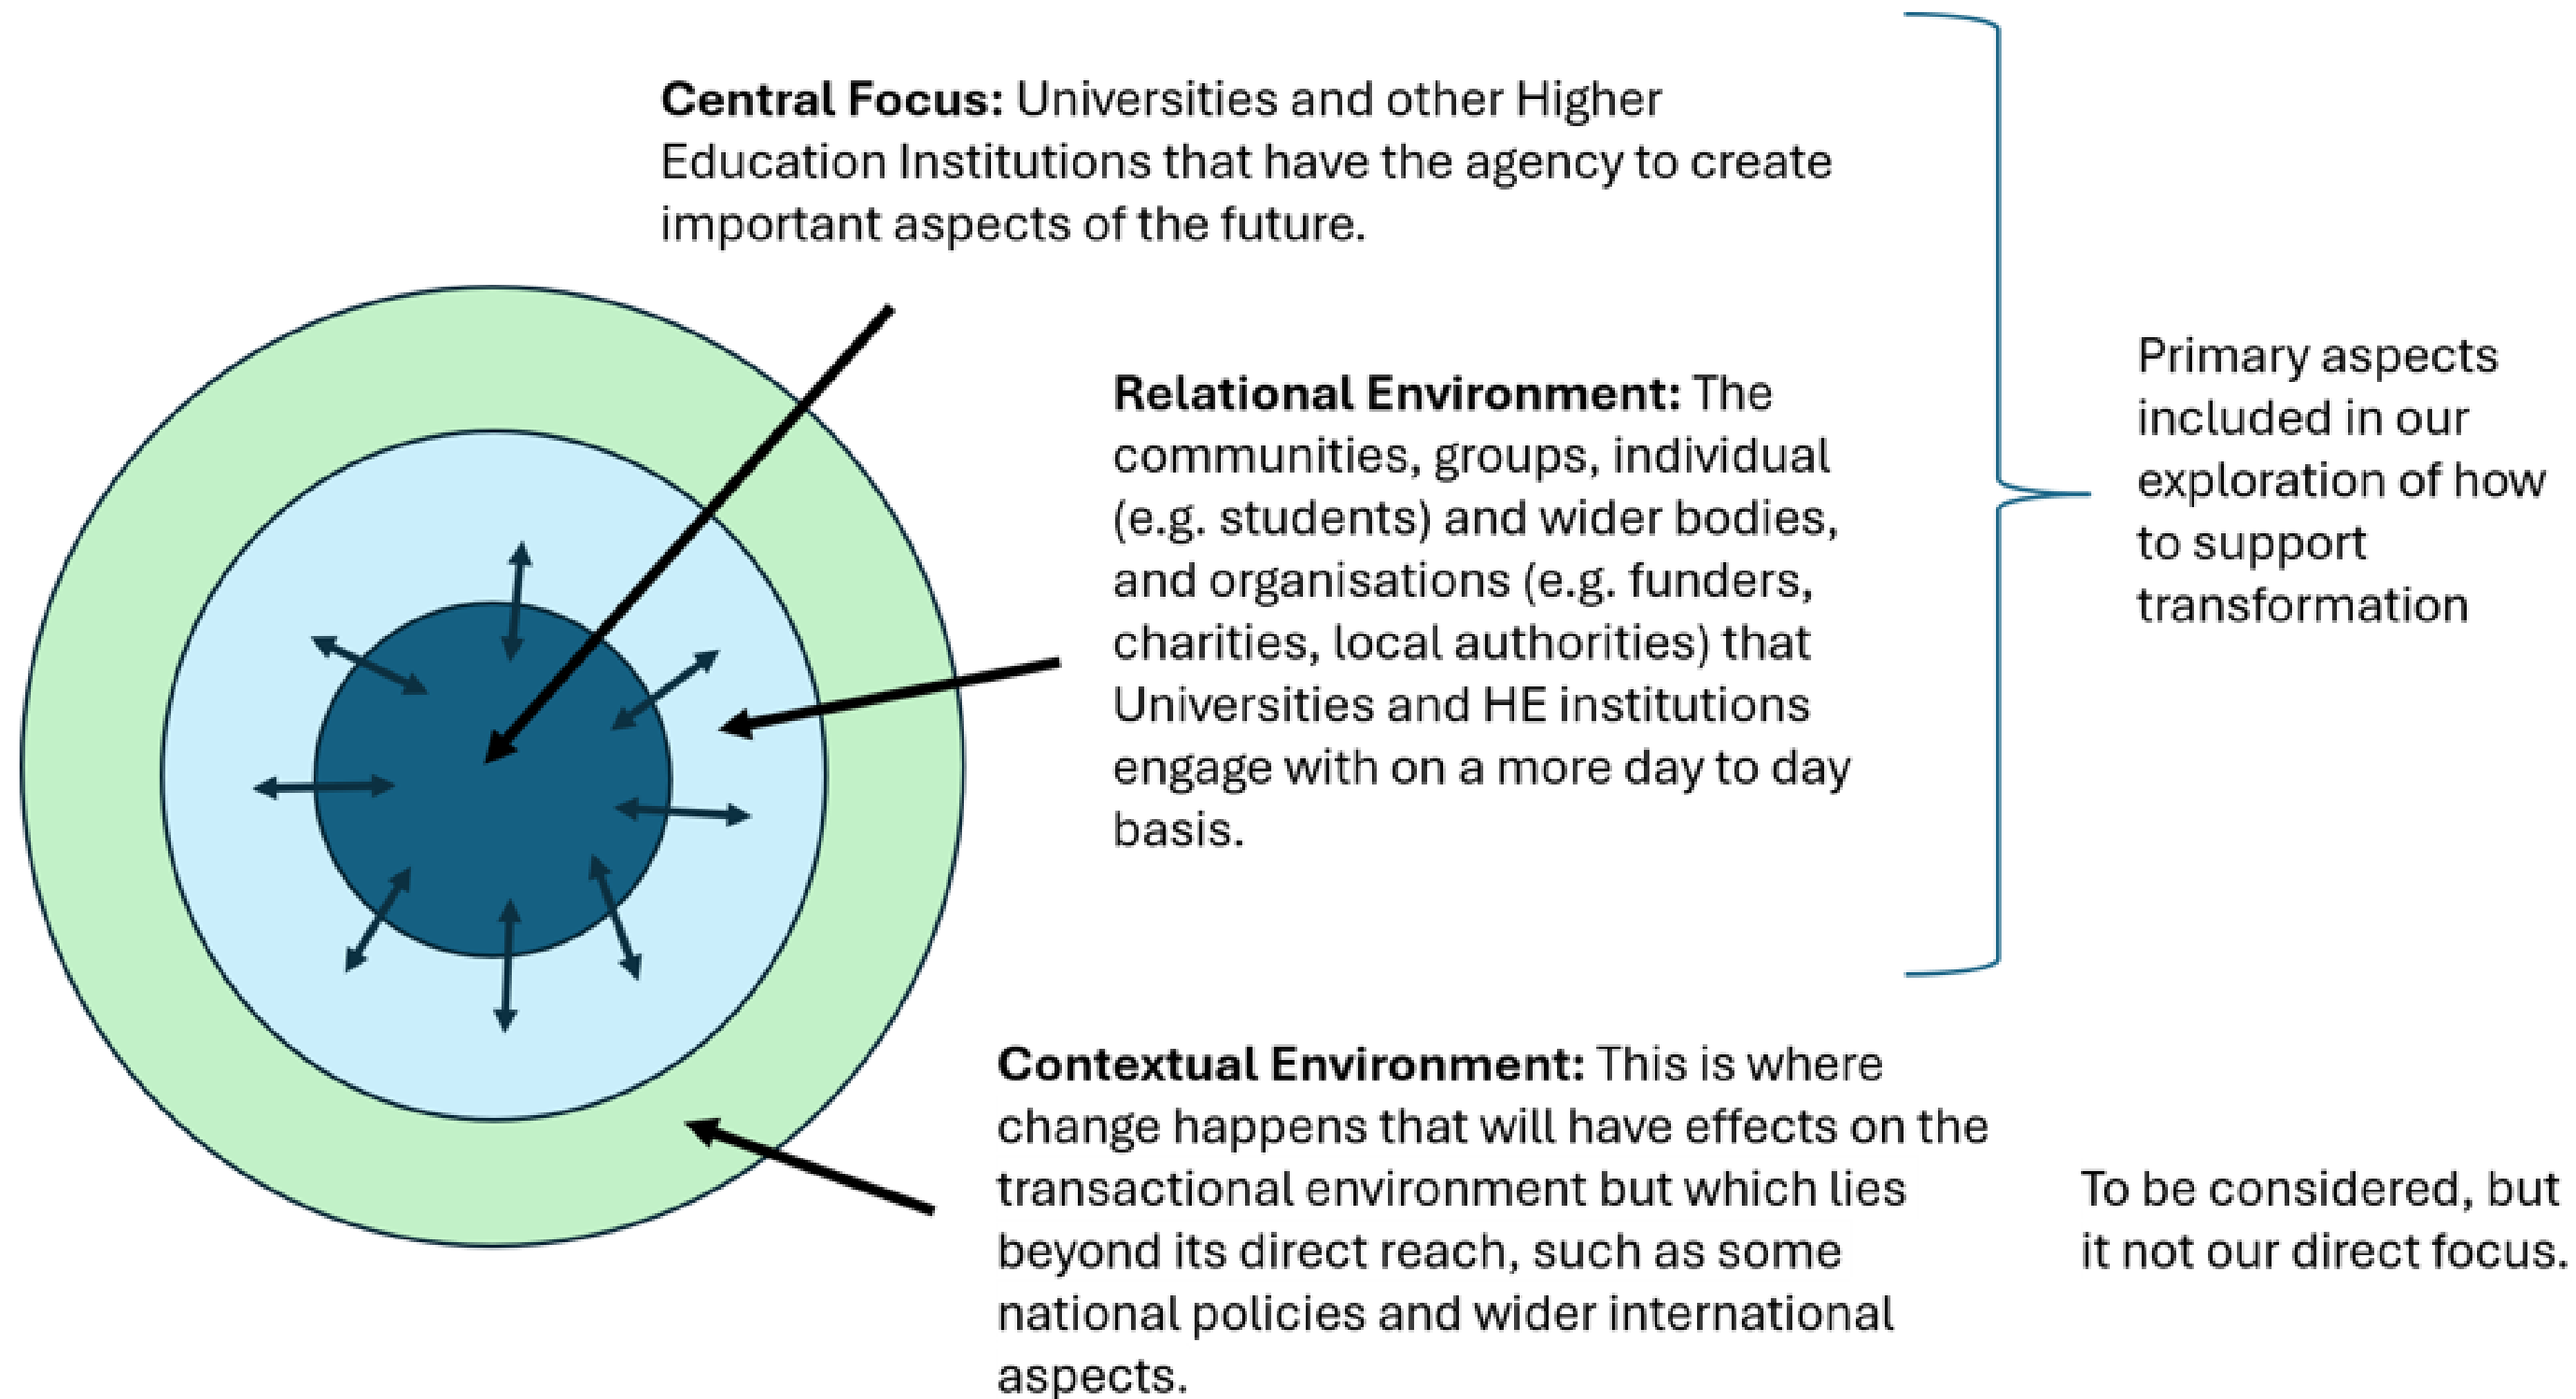 Central Focus: Universities and other Higher
Education Institutions that have the agency to create
important aspects of the future.
Relational Environment: The
communities, groups, individual
(e.g. students) and wider bodies,
and organisations (e.g. funders,
charities, local authorities) that
Universities and HE institutions
engage with on a more day to day
basis.
Primary aspects
included in our
exploration of how
to support
transformation
Contextual Environment: This is where
change happens that will have effects on the
transactional environment but which lies
beyond its direct reach, such as some
national policies and wider international
aspects.
To be considered, but
it not our direct focus.